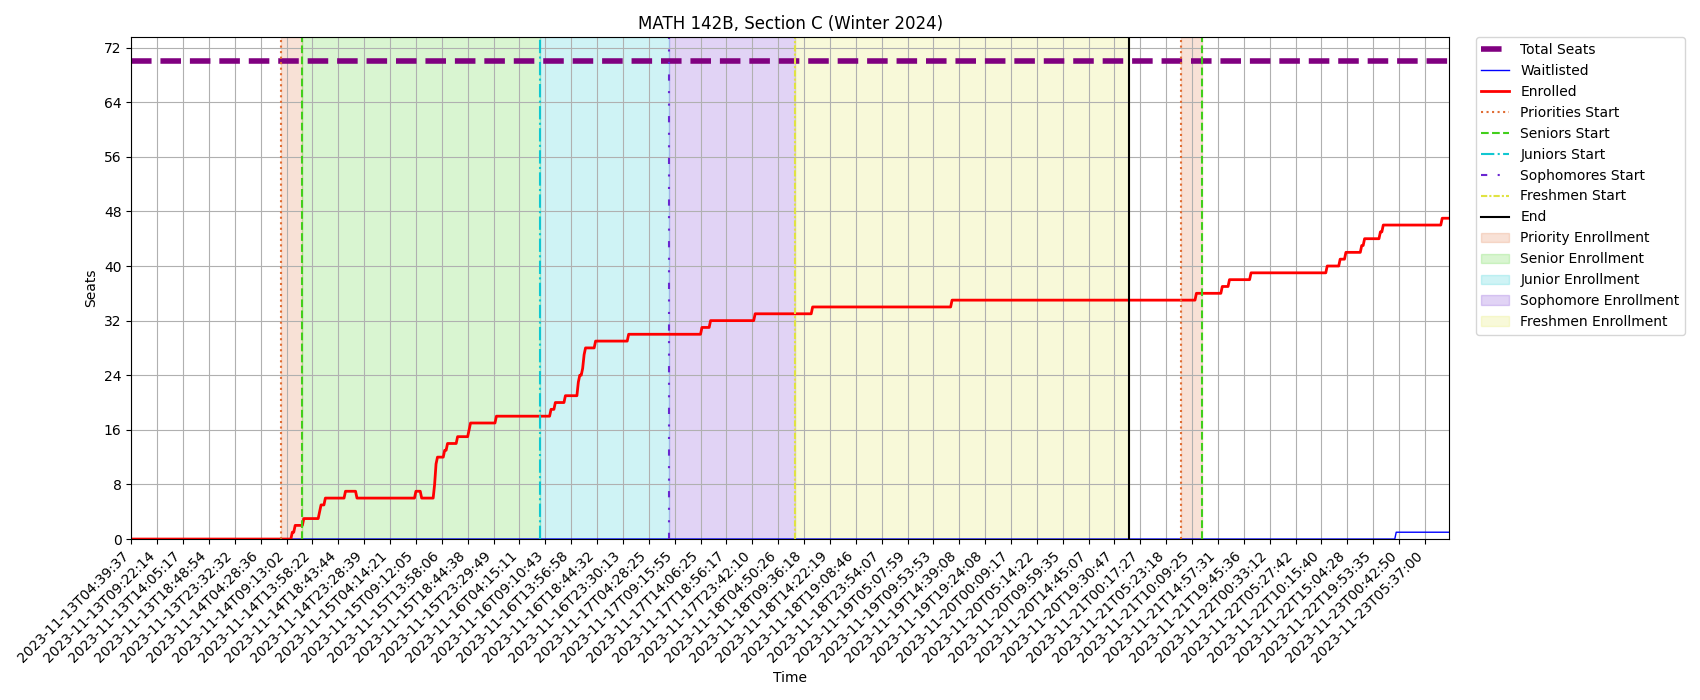 MATH 142B, Section C (Winter 2024)
72
64
56
48
40
32
24
16
8
0
Seats
2023-11-13T04:39:37
2023-11-13T09:22:14
2023-11-13T14:05:17
2023-11-13T18:48:54
2023-11-13T23:32:32
2023-11-14T04:28:36
2023-11-14T09:13:02
2023-11-14T13:58:22
2023-11-14T18:43:44
2023-11-14T23:28:39
2023-11-15T04:14:21
2023-11-15T09:12:05
2023-11-15T13:58:06
2023-11-15T18:44:38
2023-11-15T23:29:49
2023-11-16T04:15:11
2023-11-16T09:10:43
2023-11-16T13:56:58
2023-11-16T18:44:32
2023-11-16T23:30:13
2023-11-17T04:28:25
2023-11-17T09:15:55
2023-11-17T14:06:25
2023-11-17T18:56:17
2023-11-17T23:42:10
2023-11-18T04:50:26
2023-11-18T09:36:18
2023-11-18T14:22:19
2023-11-18T19:08:46
2023-11-18T23:54:07
2023-11-19T05:07:59
2023-11-19T09:53:53
2023-11-19T14:39:08
2023-11-19T19:24:08
2023-11-20T00:09:17
2023-11-20T05:14:22
2023-11-20T09:59:35
2023-11-20T14:45:07
2023-11-20T19:30:47
2023-11-21T00:17:27
2023-11-21T05:23:18
2023-11-21T10:09:25
2023-11-21T14:57:31
2023-11-21T19:45:36
2023-11-22T00:33:12
2023-11-22T05:27:42
2023-11-22T10:15:40
2023-11-22T15:04:28
2023-11-22T19:53:35
2023-11-23T00:42:50
2023-11-23T05:37:00
Time
Total Seats
Waitlisted
Enrolled
Priorities Start
Seniors Start
Juniors Start
Sophomores Start
Freshmen Start
End
Priority Enrollment
Senior Enrollment
Junior Enrollment
Sophomore Enrollment
Freshmen Enrollment